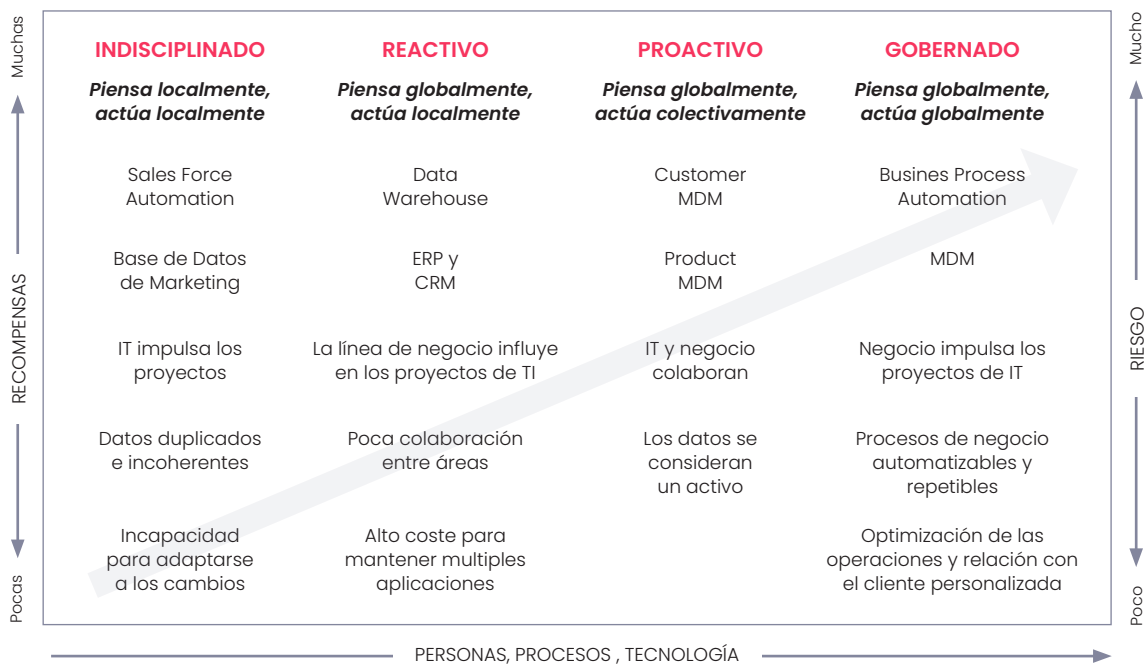 Muchas
RECOMPENSAS
Pocas
INDISCIPLINADO
Piensa localmente,
actúa localmente
Sales Force
Automation
Base de Datos
de Marketing
IT impulsa los
proyectos
Datos duplicados
e incoherentes
Incapacidad
para adaptarse
a los cambios
REACTIVO
Piensa globalmente,
actúa localmente
Data
Warehouse
ERP y
CRM
La línea de negocio influye
en los proyectos de TI
Poca colaboración
entre áreas
Alto coste para
mantener multiples
aplicaciones
PROACTIVO
Piensa globalmente,
actúa colectivamente
Customer
MDM
Product
MDM
IT y negocio
colaboran
Los datos se
consideran
un activo
GOBERNADO
Piensa globalmente,
actúa globalmente
Busines Process
Automation
MDM
Negocio impulsa los
proyectos de IT
Procesos de negocio
automatizables y
repetibles
Optimización de las
operaciones y relación con
el cliente personalizada
Mucho
RIESGO
Poco
PERSONAS, PROCESOS , TECNOLOGÍA